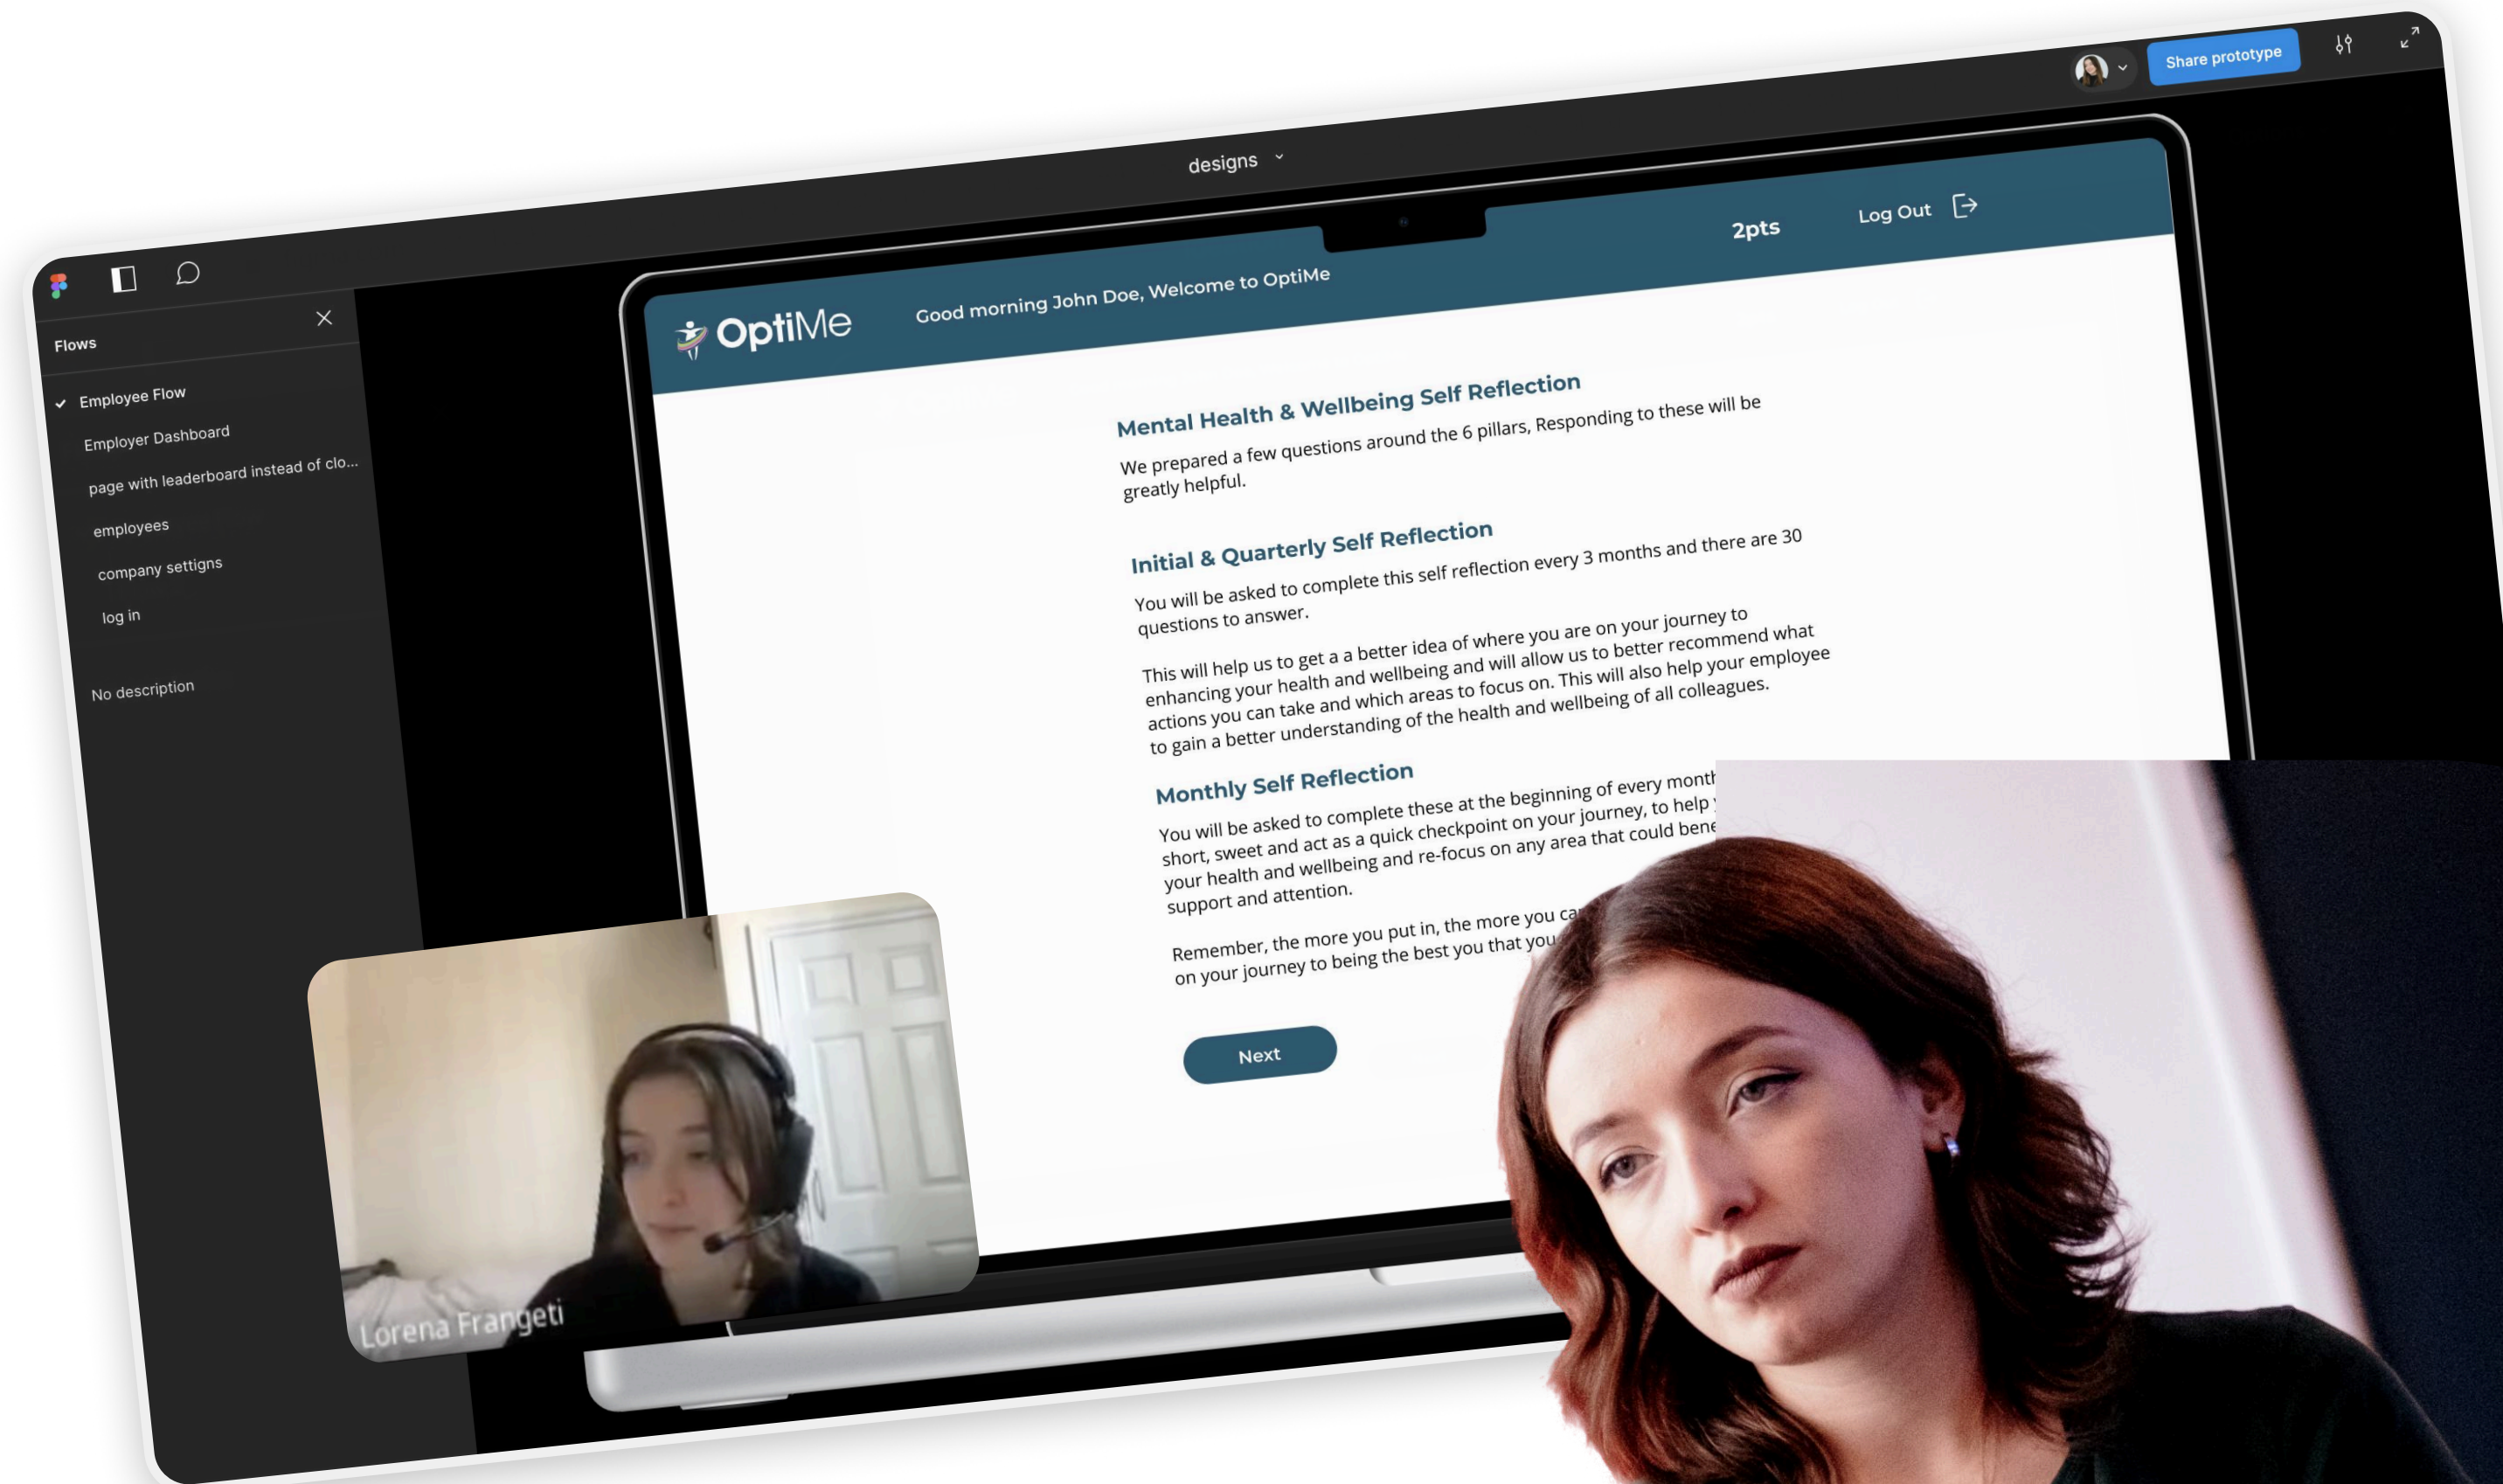 Share prototype
designs
Flows
Employee Flow
Employer Dashboard
page with leaderboard instead of clo...
employees
company settigns
log in
No description
OptiMe
Good morning John Doe, Welcome to OptiMe
2pts
Log Out
Mental Health & Wellbeing Self Reflection
We prepared a few questions around the 6 pillars, Responding to these will be
greatly helpful.
Initial & Quarterly Self Reflection
You will be asked to complete this self reflection every 3 months and there are 30
questions to answer.
This will help us to get a a better idea of where you are on your journey to
enhancing your health and wellbeing and will allow us to better recommend what
actions you can take and which areas to focus on. This will also help your employee
to gain a better understanding of the health and wellbeing of all colleagues.
Monthly Self Reflection
You will be asked to complete these at the beginning of every month
short, sweet and act as a quick checkpoint on your journey, to help
your health and wellbeing and re-focus on any area that could
support and attention.
Remember, the more you put in, the more you
on your journey to being the best you that you
Next
Lorena Frangeti